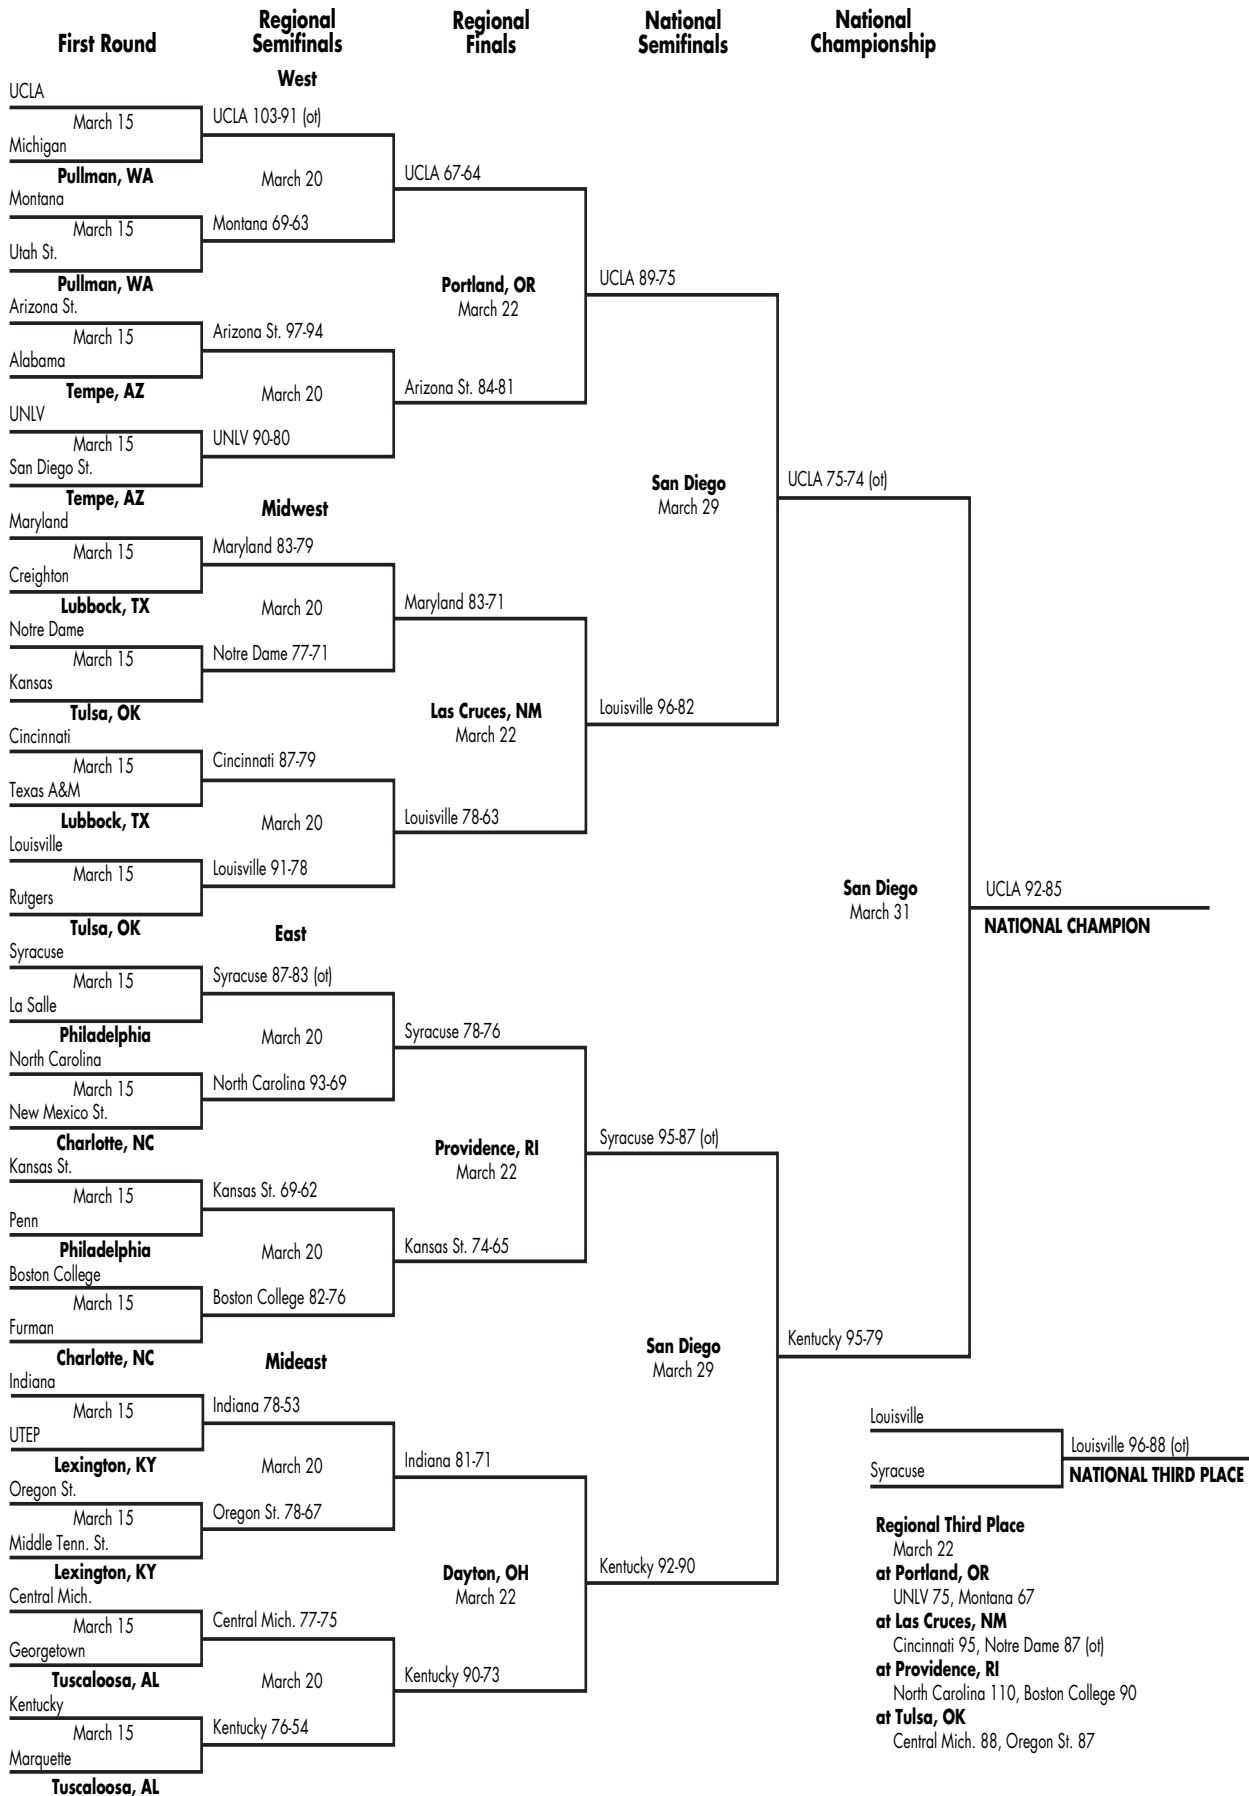 First Round
Regional
Semifinals
Regional
Finals
National
Semifinals
National
Championship
West
UCLA
March 15
Michigan
Pullman, WA
Montana
March 15
Utah St.
Pullman, WA
Arizona St.
March 15
Alabama
Tempe, AZ
UNLV
March 15
San Diego St.
Tempe, AZ
UCLA 103-91 (ot)
March 20
Montana 69-63
Arizona St. 97-94
March 20
UNLV 90-80
UCLA 67-64
Portland, OR
March 22
Arizona St. 84-81
UCLA 89-75
Midwest
Maryland
March 15
Creighton
Lubbock, TX
Notre Dame
March 15
Kansas
Tulsa, OK
Cincinnati
March 15
Texas A&M
Lubbock, TX
Louisville
March 15
Rutgers
Tulsa, OK
Maryland 83-79
March 20
Notre Dame 77-71
Cincinnati 87-79
March 20
Louisville 91-78
Maryland 83-71
Las Cruces, NM
March 22
Louisville 78-63
Louisville 96-82
San Diego
March 29
UCLA 75-74 (ot)
East
Syracuse
March 15
La Salle
Philadelphia
North Carolina
March 15
New Mexico St.
Charlotte, NC
Kansas St.
March 15
Penn
Philadelphia
Boston College
March 15
Furman
Charlotte, NC
Syracuse 87-83 (ot)
March 20
North Carolina 93-69
Kansas St. 69-62
March 20
Boston College 82-76
Syracuse 78-76
Providence, RI
March 22
Kansas St. 74-65
Syracuse 95-87 (ot)
Mideast
Indiana
March 15
UTEP
Lexington, KY
Oregon St.
March 15
Middle Tenn. St.
Lexington, KY
Central Mich.
March 15
Georgetown
Tuscaloosa, AL
Kentucky
March 15
Marquette
Tuscaloosa, AL
Indiana 78-53
March 20
Oregon St. 78-67
Central Mich. 77-75
March 20
Kentucky 76-54
Indiana 81-71
Dayton, OH
March 22
Kentucky 90-73
Kentucky 92-90
San Diego
March 29
Kentucky 95-79
San Diego
March 31
UCLA 92-85
NATIONAL CHAMPION
Louisville
Syracuse
Louisville 96-88 (ot)
NATIONAL THIRD PLACE
Regional Third Place
March 22
at Portland, OR
UNLV 75, Montana 67
at Las Cruces, NM
Cincinnati 95, Notre Dame 87 (ot)
at Providence, RI
North Carolina 110, Boston College 90
at Tulsa, OK
Central Mich. 88, Oregon St. 87